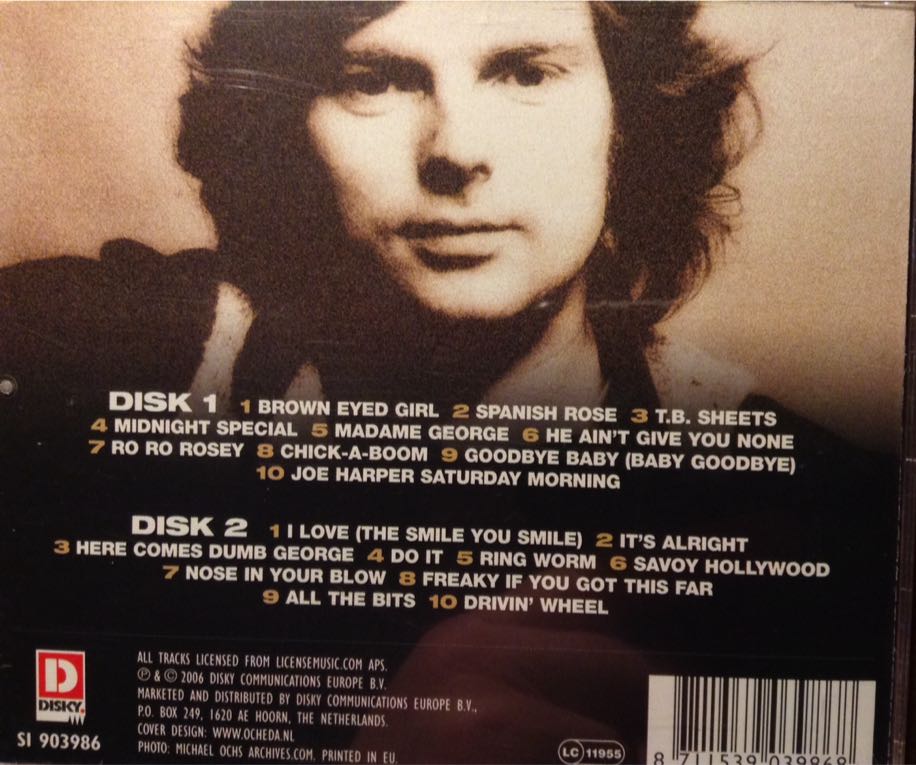 DISK 1 1 BROWN EYED GIRL 2 SPANISH ROSE 3 T.B. SHEETS
4 MIDNIGHT SPECIAL 5 MADAME GEORGE 6 HE AIN'T GIVE YOU NONE
7 RO RO ROSEY 8 CHICK-A-BOOM 9 GOODBYE BABY (BABY GOODBYE)
10 JOE HARPER SATURDAY MORNING
DISK 2 1 I LOVE (THE SMILE YOU SMILE) 2 IT'S ALRIGHT
3 HERE COMES DUMB GEORGE 4 DO IT 5 RING WORM 6 SAVOY HOLLYWOOD
7 NOSE IN YOUR BLOW 8 FREAKY IF YOU GOT THIS FAR
9 ALL THE BITS 10 DRIVIN' WHEEL
D
DISKY
SI 903986
ALL TRACKS LICENSED FROM LICENSEMUSIC.COM APS.
℗ & © 2006 DISKY COMMUNICATIONS EUROPE B.V.
MARKETED AND DISTRIBUTED BY DISKY COMMUNICATIONS EUROPE B.V.,
P.O. BOX 249, 1620 AE HOORN, THE NETHERLANDS.
COVER DESIGN: WWW.OCHEDA.NL
PHOTO: MICHAEL OCHS ARCHIVES.COM. PRINTED IN EU.
LC 11955
8 711539 039868